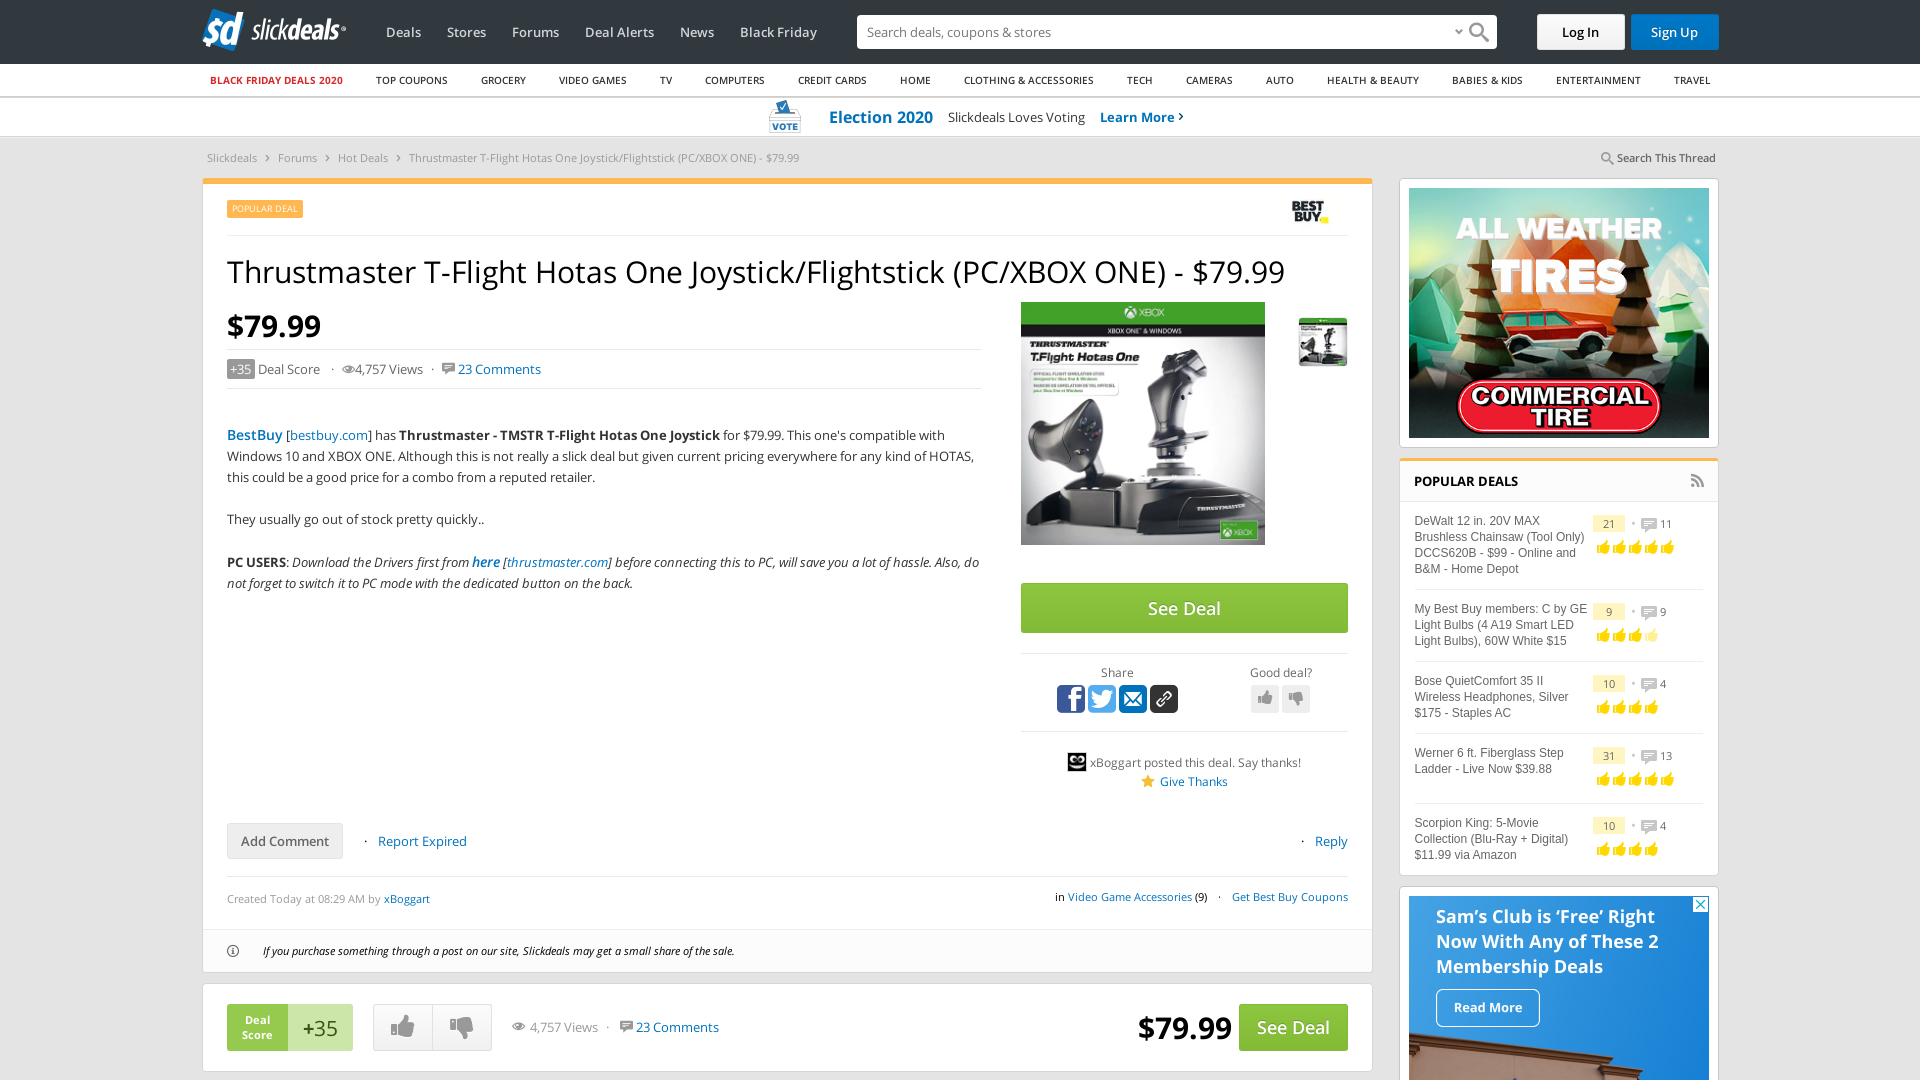 sd slickdeals
Deals Stores Forums Deal Alerts News Black Friday
Search deals, coupons & shopping
Log In
Sign Up
BLACK FRIDAY DEALS 2020 TOP COUPONS GROCERY VIDEO GAMES TV COMPUTERS CREDIT CARDS HOME CLOTHING & ACCESSORIES TECH CAMERAS AUTO HEALTH & BEAUTY BABIES & KIDS ENTERTAINMENT TRAVEL
VOTE Election 2020 Slickdeals Loves Voting Learn More
Slickdeals Forums Hot Deals Thrustmaster T-Flight Hotas One Joystick/Flightstick (PC/XBOX ONE) - $79.99
Search This Thread
POPULAR DEAL
BEST BUY
Thrustmaster T-Flight Hotas One Joystick/Flightstick (PC/XBOX ONE) - $79.99
$79.99
+35 Deal Score · 4,757 Views · 23 Comments
BestBuy [bestbuy.com] has Thrustmaster - TMSTR T-Flight Hotas One Joystick for $79.99. This one's compatible with
Windows 10 and XBOX ONE. Although this is not really a slick deal but given current pricing everywhere for any kind of HOTAS,
this could be a good price for a combo from a reputed retailer.
They usually go out of stock pretty quickly..
PC USERS: Download the Drivers first from here [thrustmaster.com] before connecting this to PC, will save you a lot of hassle. Also, do
not forget to switch it to PC mode with the dedicated button on the back.
XBOX
XBOX ONE & WINDOWS
THRUSTMASTER
T.Flight Hotas One
THRUSTMASTER
XBOX
See Deal
Share
Good deal?
xBoggart posted this deal. Say thanks!
Give Thanks
Add Comment · Report Expired
· Reply
Created Today at 08:29 AM by xBoggart
in Video Game Accessories (9) · Get Best Buy Coupons
If you purchase something through a post on our site, Slickdeals may get a small share of the sale.
Deal Score +35
4,757 Views · 23 Comments
$79.99 See Deal
ALL WEATHER
TIRES
COMMERCIAL
TIRE
POPULAR DEALS
DeWalt 12 in. 20V MAX
Brushless Chainsaw (Tool Only)
DCCS620B - $99 - Online and
B&M - Home Depot
21 • 11
My Best Buy members: C by GE
Light Bulbs (4 A19 Smart LED
Light Bulbs), 60W White $15
9 • 9
Bose QuietComfort 35 II
Wireless Headphones, Silver
$175 - Staples AC
10 • 4
Werner 6 ft. Fiberglass Step
Ladder - Live Now $39.88
31 • 13
Scorpion King: 5-Movie
Collection (Blu-Ray + Digital)
$11.99 via Amazon
10 • 4
Sam's Club is 'Free' Right
Now With Any of These 2
Membership Deals
Read More